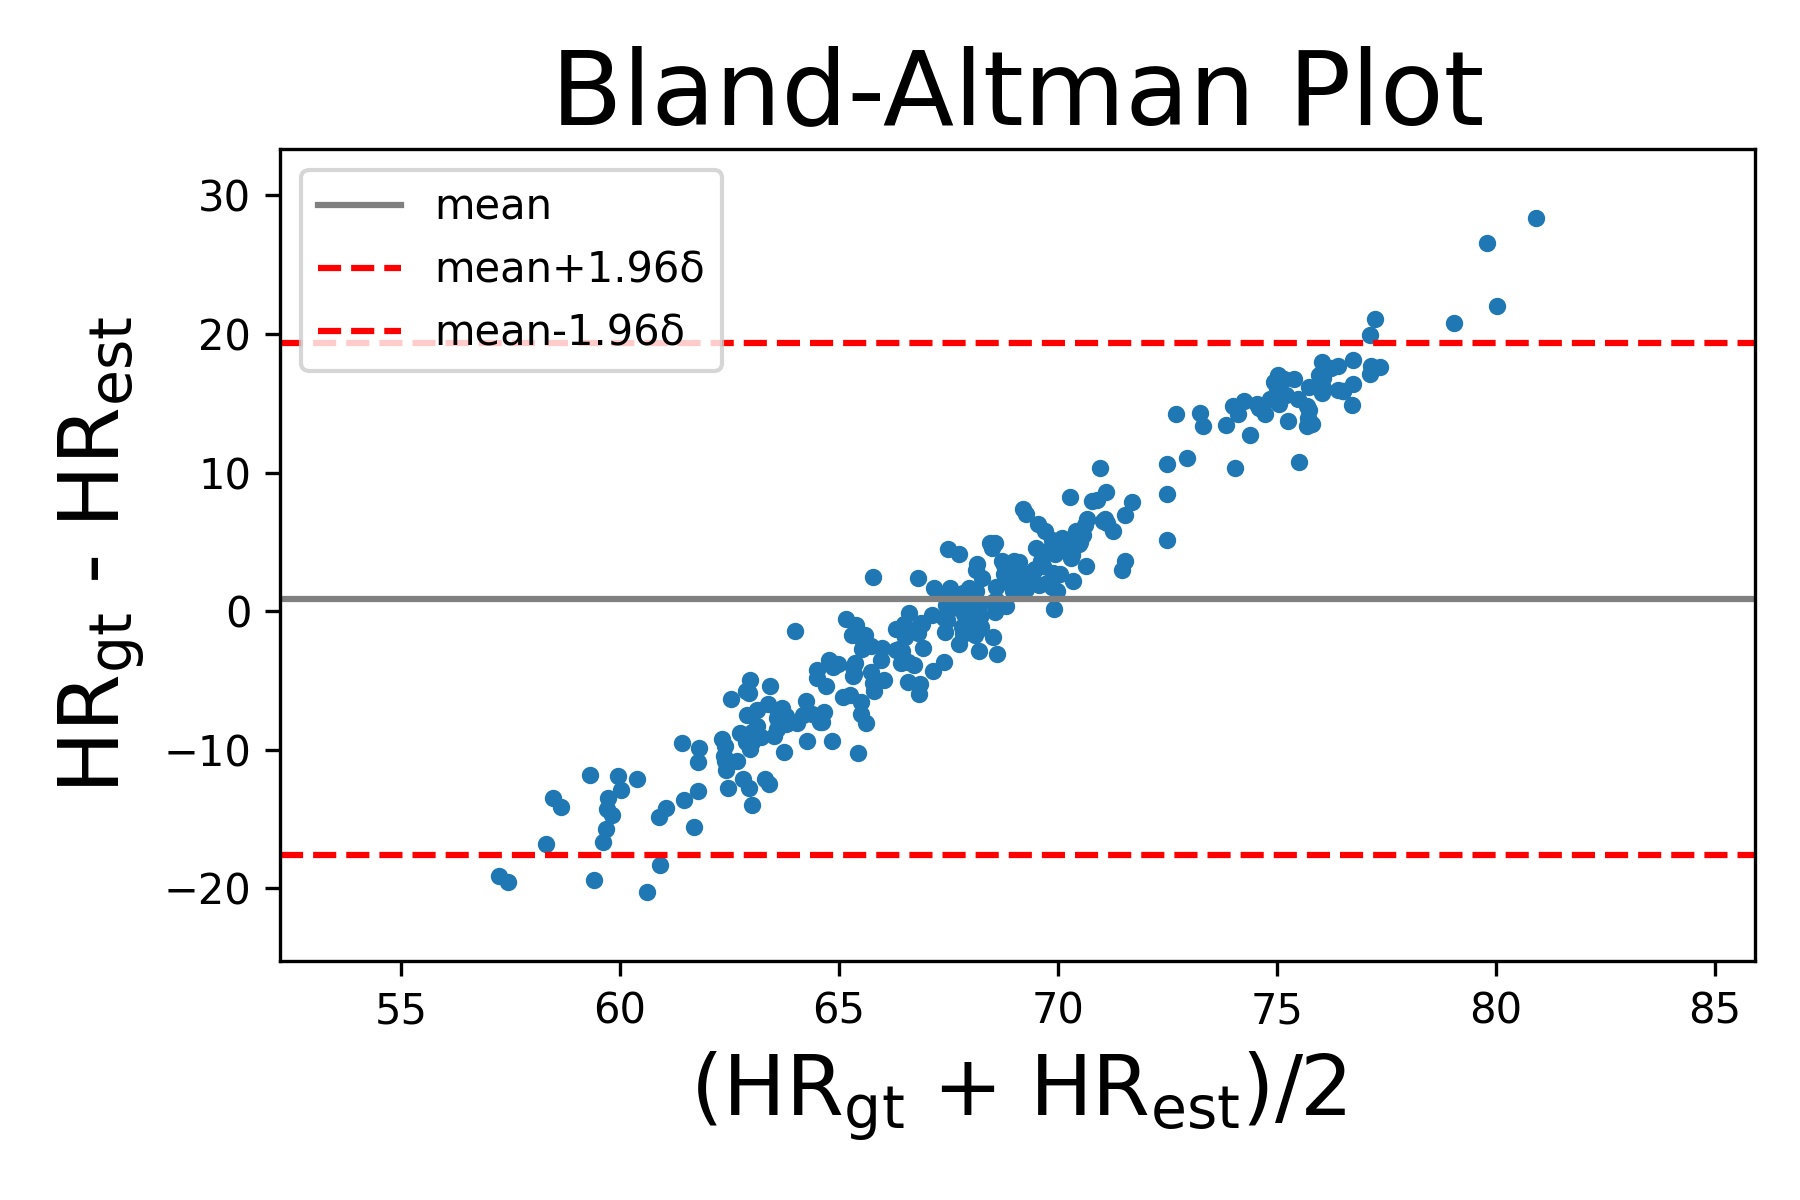 Bland-Altman Plot
mean
mean+1.96δ
mean-1.96δ
HRgt - HRest
30
20
10
0
−10
−20
55 60 65 70 75 80 85
(HRgt + HRest)/2